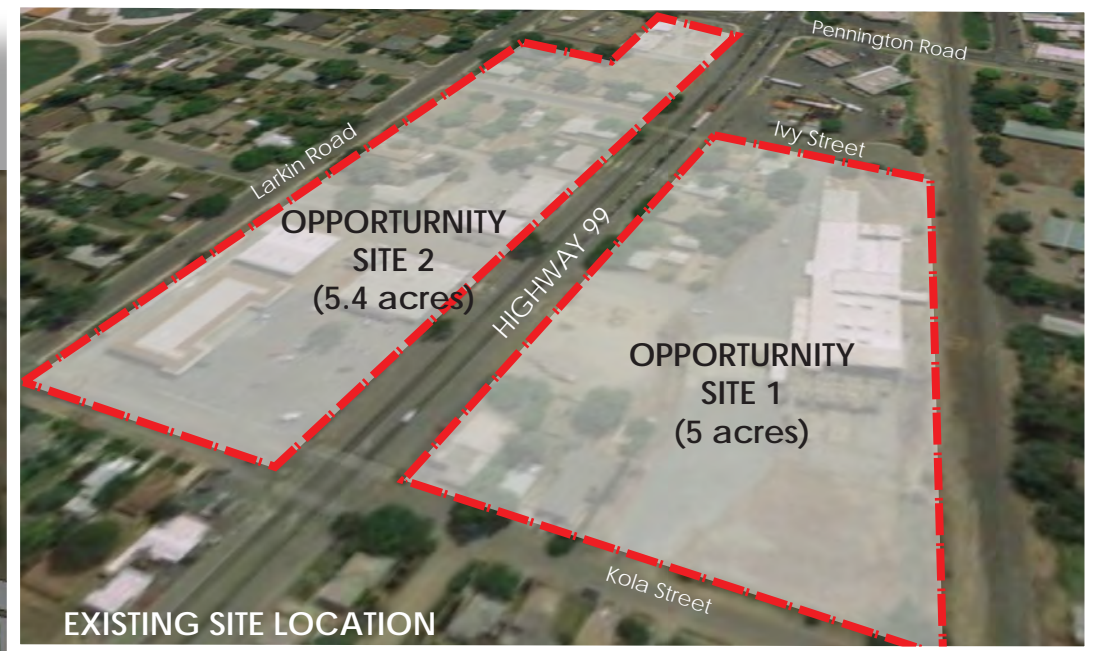 Pennington Road
Ivy Street
Larkin Road
OPPORTURNITY
SITE 2
(5.4 acres)
HIGHWAY 99
OPPORTURNITY
SITE 1
(5 acres)
Kola Street
EXISTING SITE LOCATION